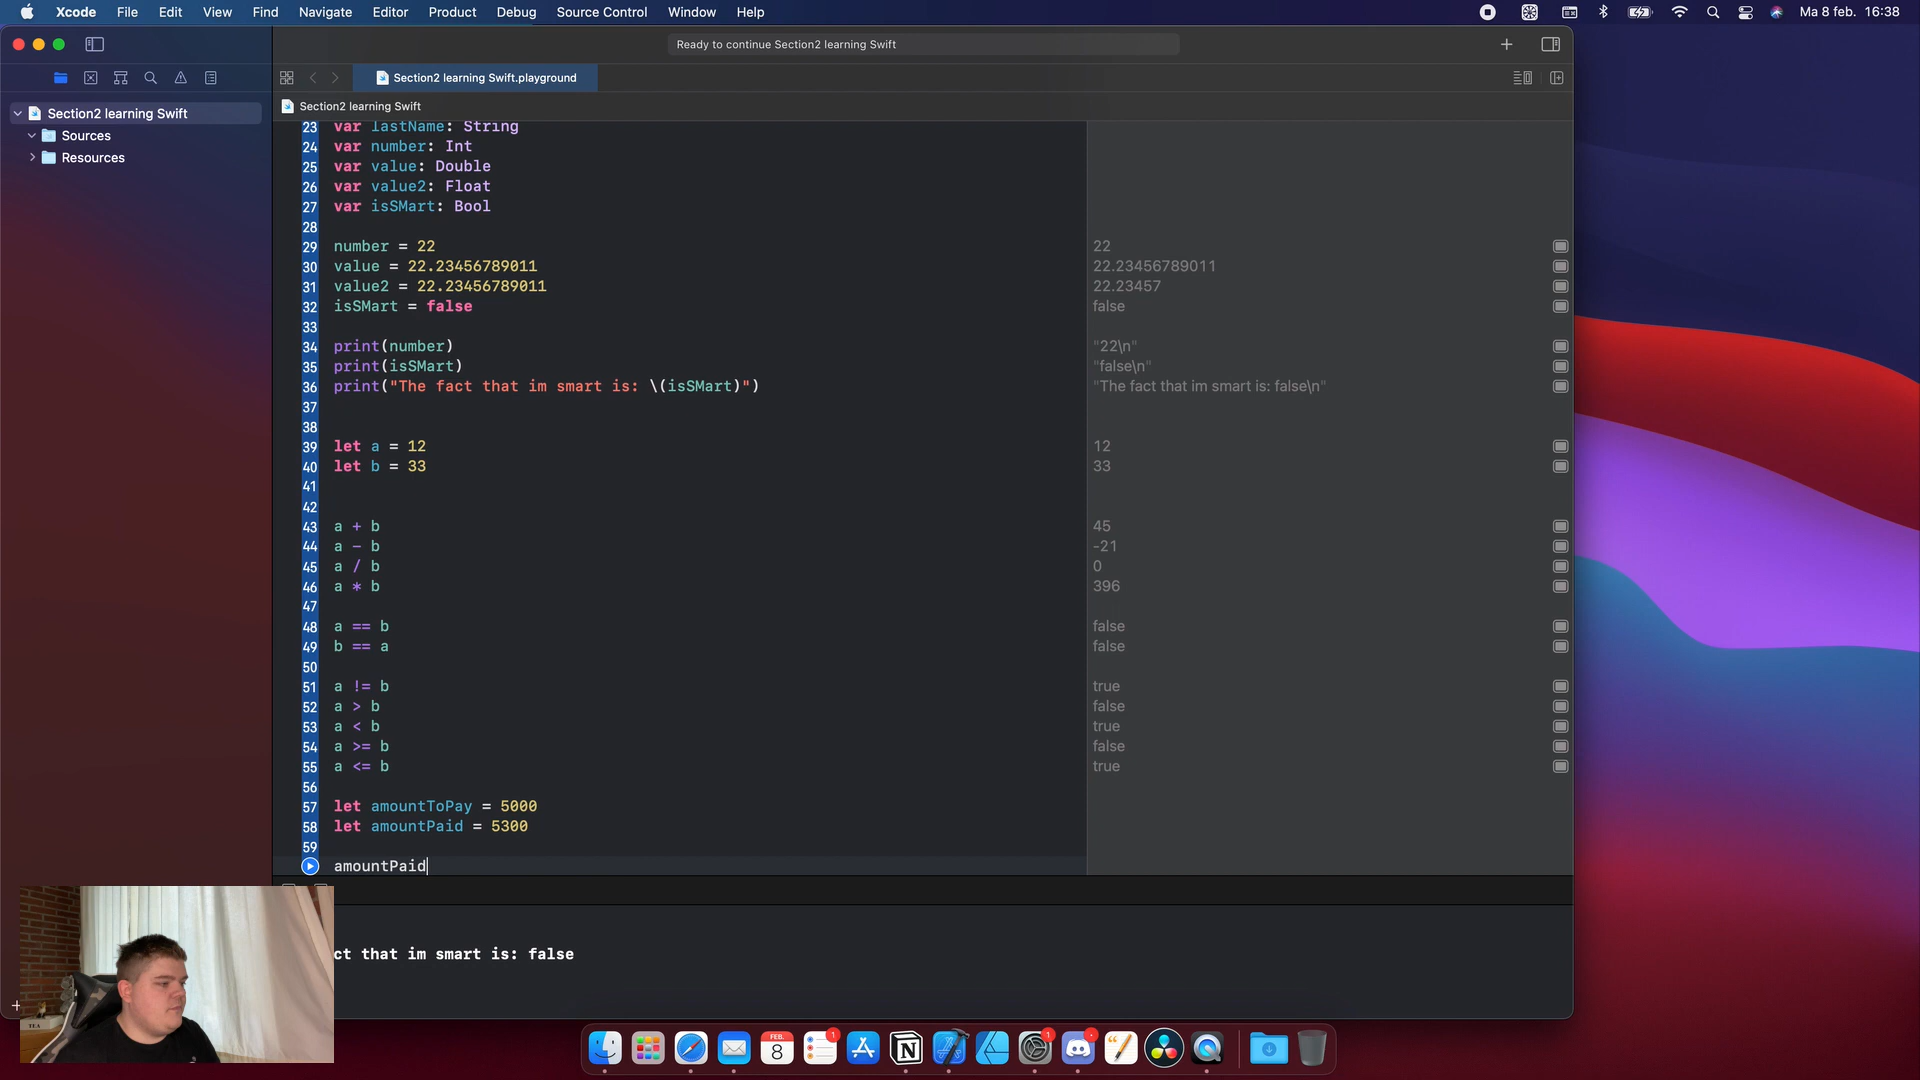 Xcode File Edit View Find Navigate Editor Product Debug Source Control Window Help Ma 8 feb. 16:38
Ready to continue Section2 learning Swift
Section2 learning Swift.playground
Section2 learning Swift
Section2 learning Swift
Sources
Resources
23 var lastName: String
24 var number: Int
25 var value: Double
26 var value2: Float
27 var isSMart: Bool
28
29 number = 22 22
30 value = 22.23456789011 22.23456789011
31 value2 = 22.23456789011 22.23457
32 isSMart = false false
33
34 print(number) "22\n"
35 print(isSMart) "false\n"
36 print("The fact that im smart is: \(isSMart)") "The fact that im smart is: false\n"
37
38
39 let a = 12 12
40 let b = 33 33
41
42
43 a + b 45
44 a - b -21
45 a / b 0
46 a * b 396
47
48 a == b false
49 b == a false
50
51 a != b true
52 a > b false
53 a < b true
54 a >= b false
55 a <= b true
56
57 let amountToPay = 5000
58 let amountPaid = 5300
59
amountPaid
ct that im smart is: false
TEA
FEB.
8
1
1